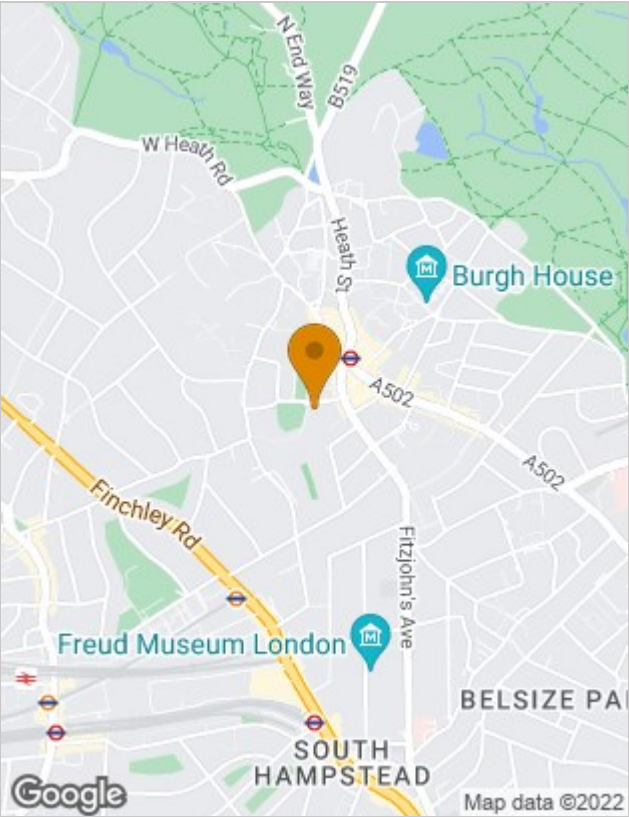 N End Way
B519
W Heath Rd
Heath St
Burgh House
A502
A502
Finchley Rd
Fitzjohn's Ave
Freud Museum London
BELSIZE PA
SOUTH
HAMPSTEAD
Google
Map data ©2022